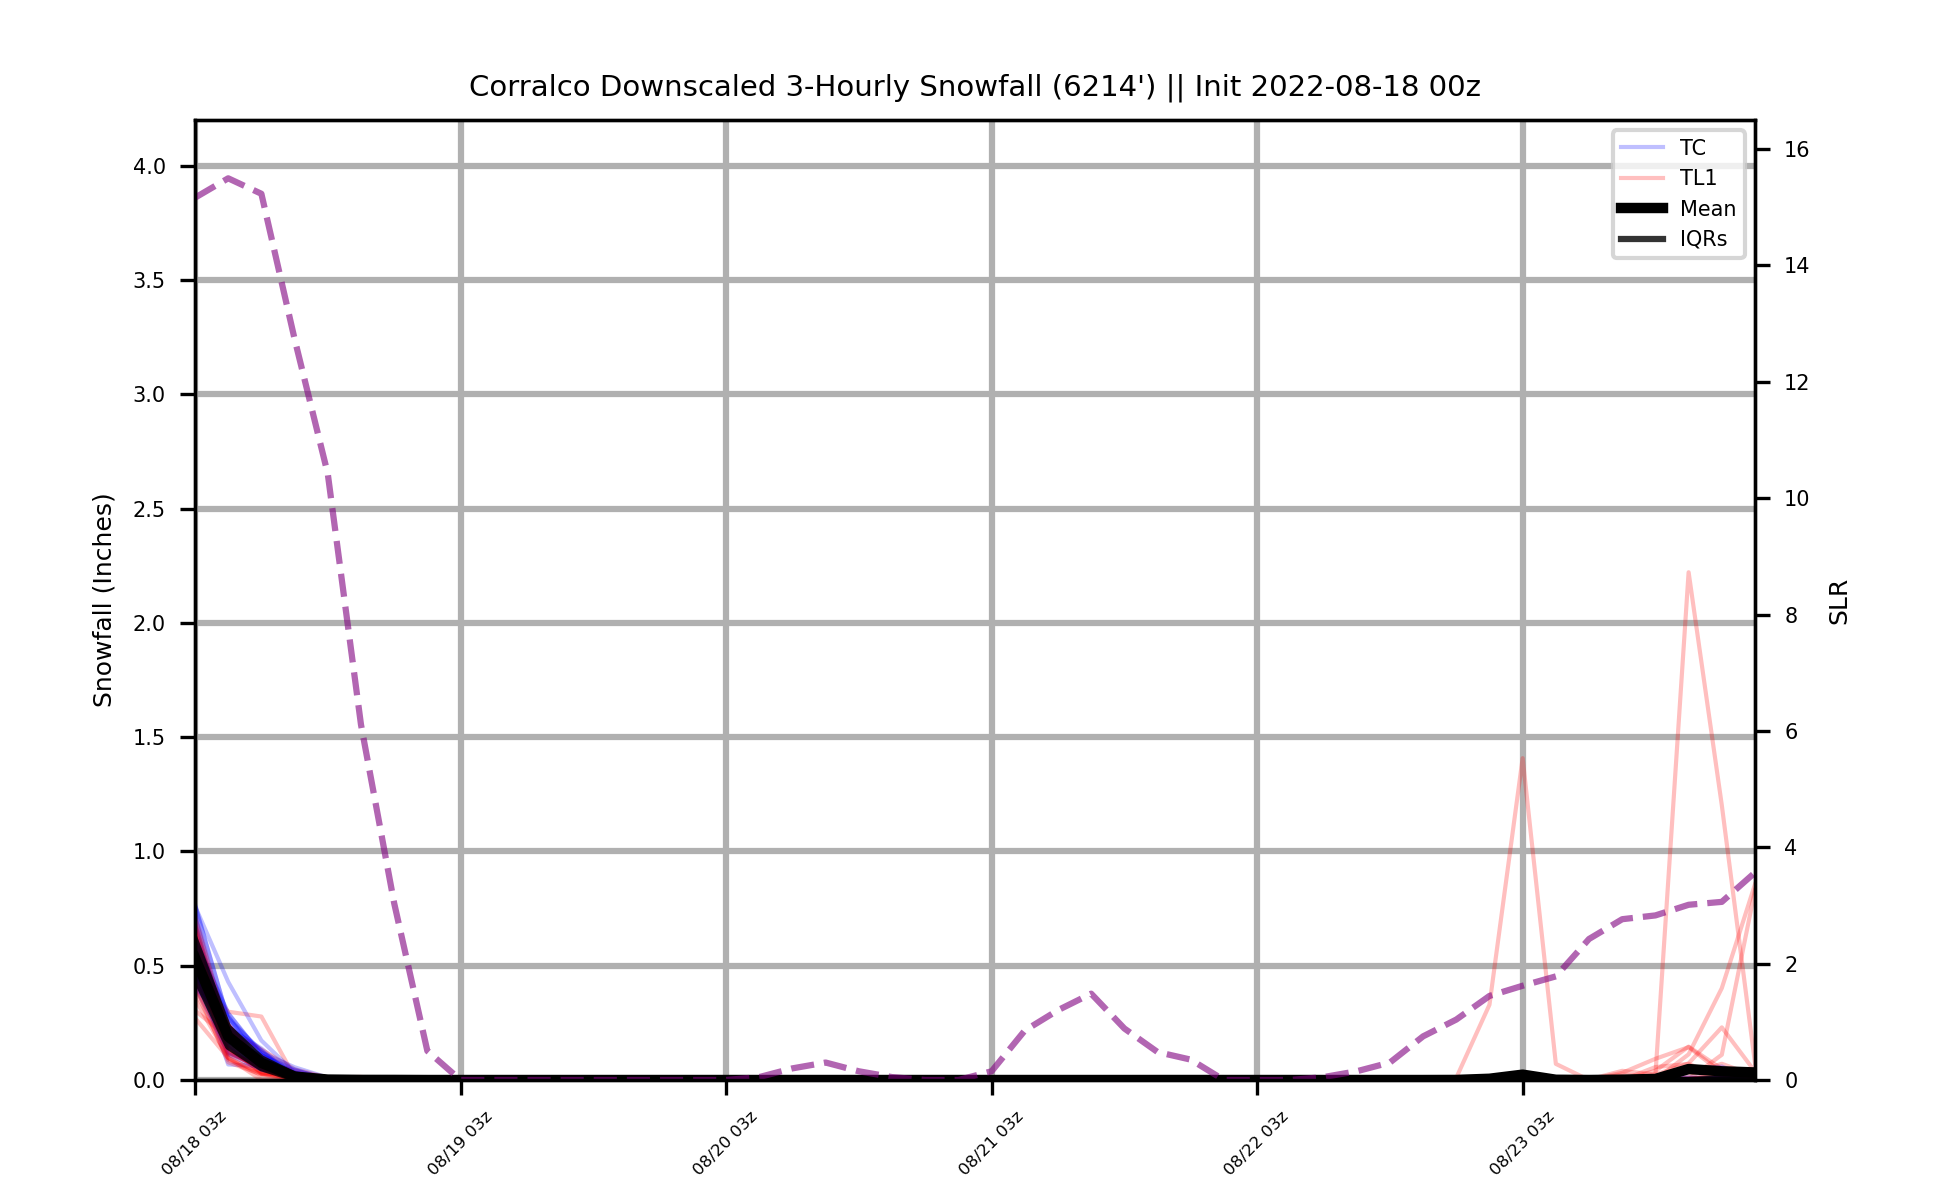 Corralco Downscaled 3-Hourly Snowfall (6214') || Init 2022-08-18 00z
TC
TL1
Mean
IQRs
Snowfall (Inches)
4.0
3.5
3.0
2.5
2.0
1.5
1.0
0.5
0.0
16
14
12
10
8
6
4
2
0
SLR
08/18 03z
08/19 03z
08/20 03z
08/21 03z
08/22 03z
08/23 03z